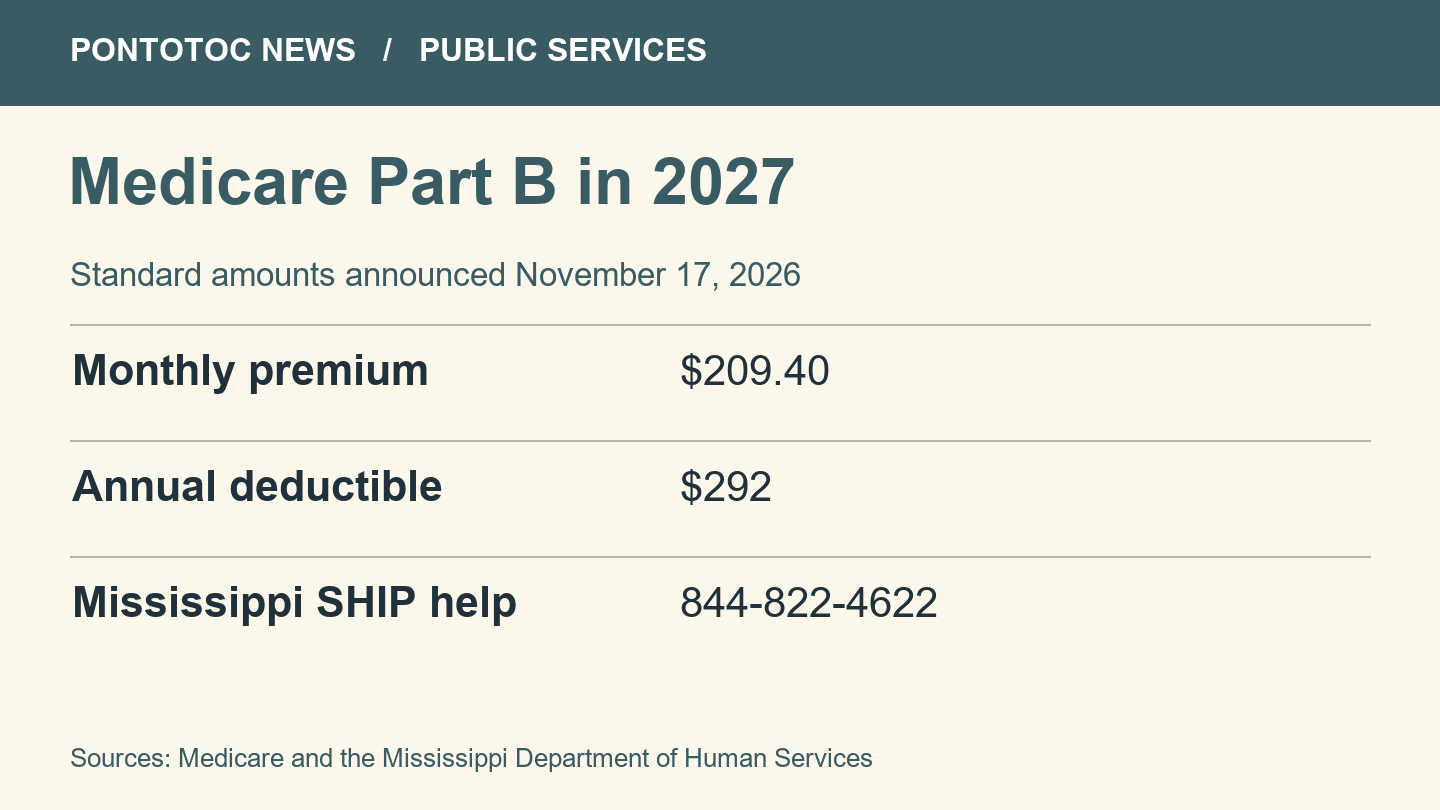 PONTOTOC NEWS / PUBLIC SERVICES
Medicare Part B in 2027
Standard amounts announced November 17, 2026
Monthly premium $209.40
Annual deductible $292
Mississippi SHIP help 844-822-4622
Sources: Medicare and the Mississippi Department of Human Services